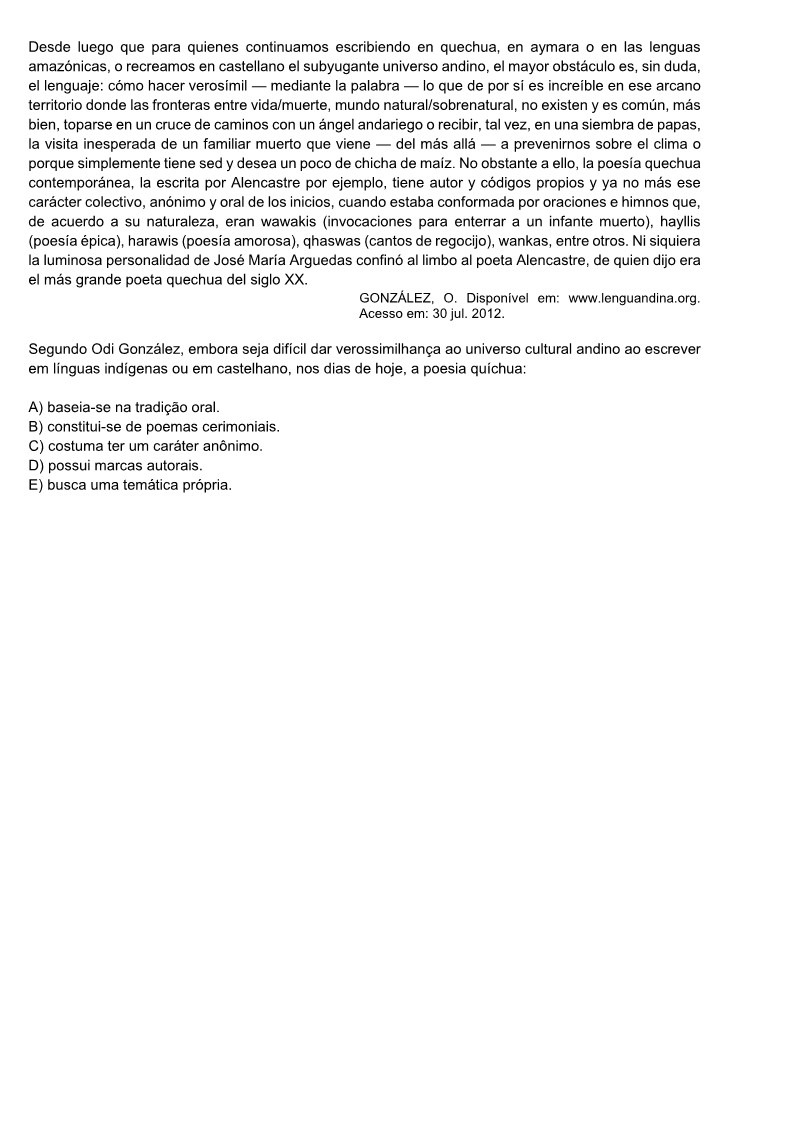 Desde luego que para quienes continuamos escribiendo en quechua, en aymara o en las lenguas
amazónicas, o recreamos en castellano el subyugante universo andino, el mayor obstáculo es, sin duda,
el lenguaje: cómo hacer verosímil — mediante la palabra — lo que de por sí es increíble en ese arcano
territorio donde las fronteras entre vida/muerte, mundo natural/sobrenatural, no existen y es común, más
bien, toparse en un cruce de caminos con un ángel andariego o recibir, tal vez, en una siembra de papas,
la visita inesperada de un familiar muerto que viene — del más allá — a prevenirnos sobre el clima o
porque simplemente tiene sed y desea un poco de chicha de maíz. No obstante a ello, la poesía quechua
contemporánea, la escrita por Alencastre por ejemplo, tiene autor y códigos propios y ya no más ese
carácter colectivo, anónimo y oral de los inicios, cuando estaba conformada por oraciones e himnos que,
de acuerdo a su naturaleza, eran wawakis (invocaciones para enterrar a un infante muerto), hayllis
(poesía épica), harawis (poesía amorosa), qhaswas (cantos de regocijo), wankas, entre otros. Ni siquiera
la luminosa personalidad de José María Arguedas confinó al limbo al poeta Alencastre, de quien dijo era
el más grande poeta quechua del siglo XX.
GONZÁLEZ, O. Disponível em: www.lenguandina.org.
Acesso em: 30 jul. 2012.
Segundo Odi González, embora seja difícil dar verossimilhança ao universo cultural andino ao escrever
em línguas indígenas ou em castelhano, nos dias de hoje, a poesia quíchua:
A) baseia-se na tradição oral.
B) constitui-se de poemas cerimoniais.
C) costuma ter um caráter anônimo.
D) possui marcas autorais.
E) busca uma temática própria.